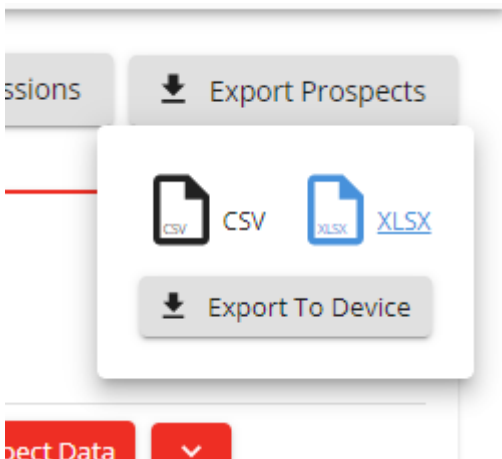 ssions
Export Prospects
CSV CSV XLSX XLSX
Export To Device
pect Data